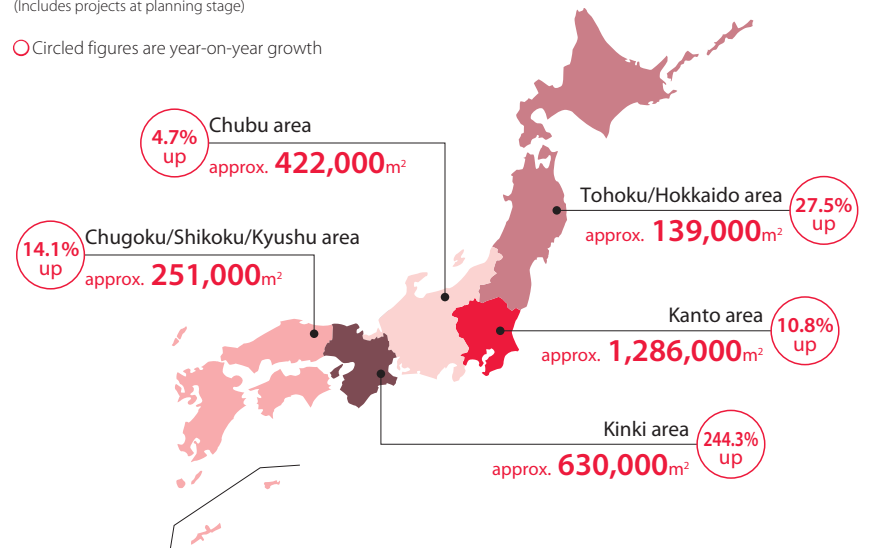 (Includes projects at planning stage)
Circled figures are year-on-year growth
4.7%
up
Chubu area
approx. 422,000m²
Tohoku/Hokkaido area
approx. 139,000m²
27.5%
up
14.1%
up
Chugoku/Shikoku/Kyushu area
approx. 251,000m²
Kanto area
approx. 1,286,000m²
10.8%
up
Kinki area
approx. 630,000m²
244.3%
up